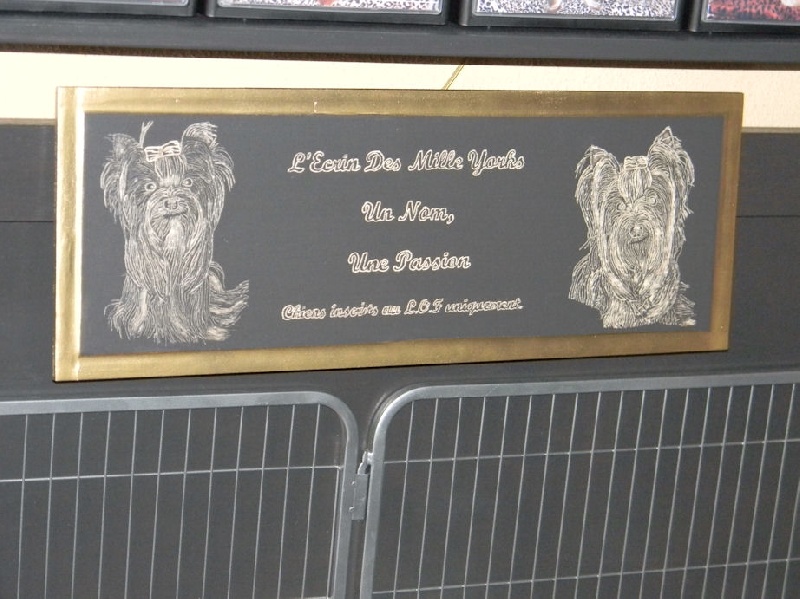 L'Ecrin Des Mille Yorks
Un Nom,
Une Passion
Chiens inscrits au L.O.F uniquement